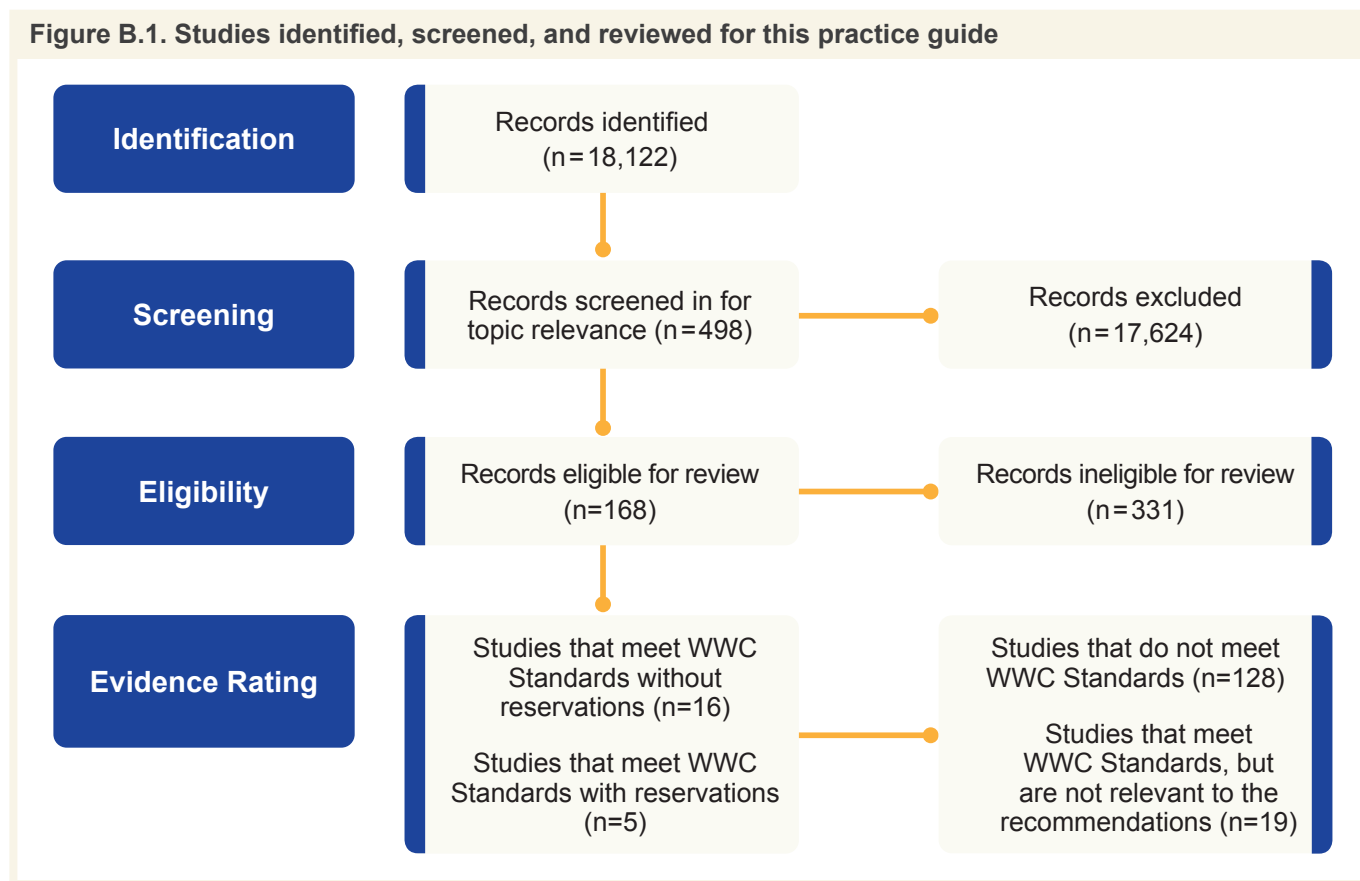 Figure B.1. Studies identified, screened, and reviewed for this practice guide
Identification
Records identified
(n=18,122)
Screening
Records screened in for
topic relevance (n=498)
Records excluded
(n=17,624)
Eligibility
Records eligible for review
(n=168)
Records ineligible for review
(n=331)
Evidence Rating
Studies that meet WWC
Standards without
reservations (n=16)
Studies that meet WWC
Standards with reservations
(n=5)
Studies that do not meet
WWC Standards (n=128)
Studies that meet
WWC Standards, but
are not relevant to the
recommendations (n=19)